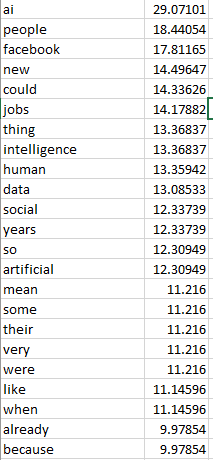 ai 29.07101
people 18.44054
facebook 17.81165
new 14.49647
could 14.33626
jobs 14.17882
thing 13.36837
intelligence 13.36837
human 13.35942
data 13.08533
social 12.33739
years 12.33739
so 12.30949
artificial 12.30949
mean 11.216
some 11.216
their 11.216
very 11.216
were 11.216
like 11.14596
when 11.14596
already 9.97854
because 9.97854